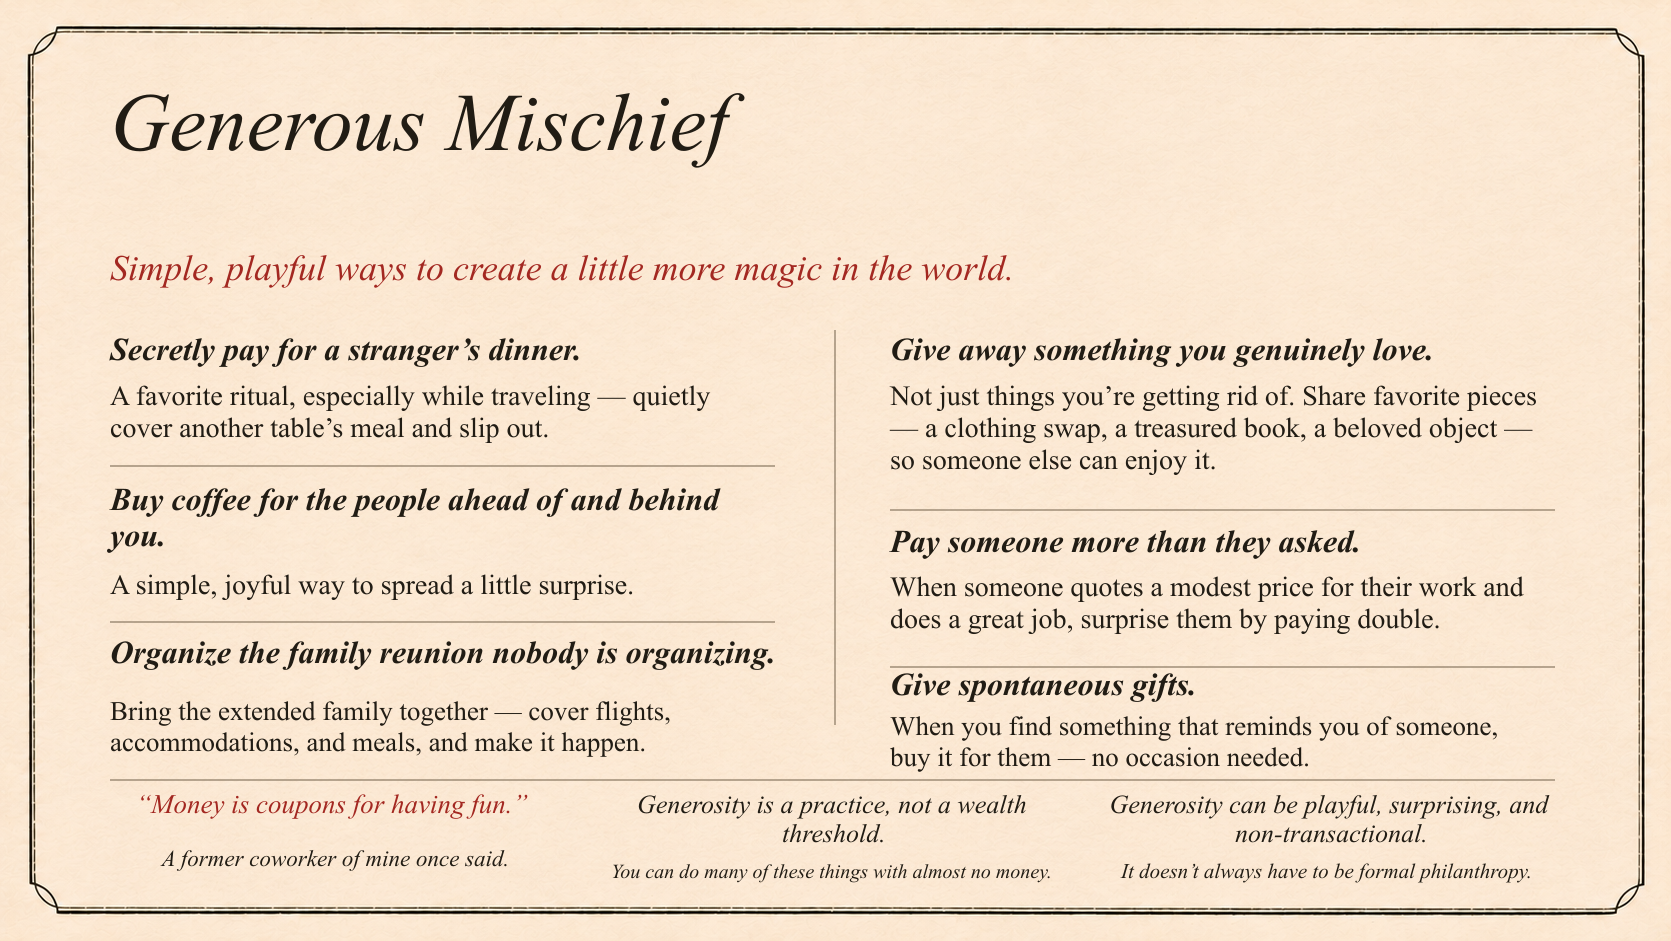 Generous Mischief
Simple, playful ways to create a little more magic in the world.
Secretly pay for a stranger’s dinner.
A favorite ritual, especially while traveling — quietly
cover another table’s meal and slip out.
Buy coffee for the people ahead of and behind
you.
A simple, joyful way to spread a little surprise.
Organize the family reunion nobody is organizing.
Bring the extended family together — cover flights,
accommodations, and meals, and make it happen.
Give away something you genuinely love.
Not just things you’re getting rid of. Share favorite pieces
— a clothing swap, a treasured book, a beloved object —
so someone else can enjoy it.
Pay someone more than they asked.
When someone quotes a modest price for their work and
does a great job, surprise them by paying double.
Give spontaneous gifts.
When you find something that reminds you of someone,
buy it for them — no occasion needed.
“Money is coupons for having fun.”
A former coworker of mine once said.
Generosity is a practice, not a wealth
threshold.
You can do many of these things with almost no money.
Generosity can be playful, surprising, and
non-transactional.
It doesn’t always have to be formal philanthropy.